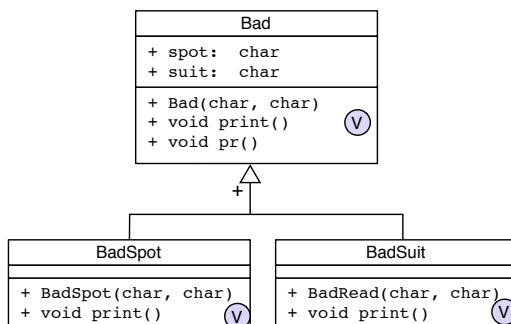 Bad
+ spot: char
+ suit: char
+ Bad(char, char)
+ void print()
V
+ void pr()
+
BadSpot
+ BadSpot(char, char)
+ void print()
V
BadSuit
+ BadRead(char, char)
+ void print()
V